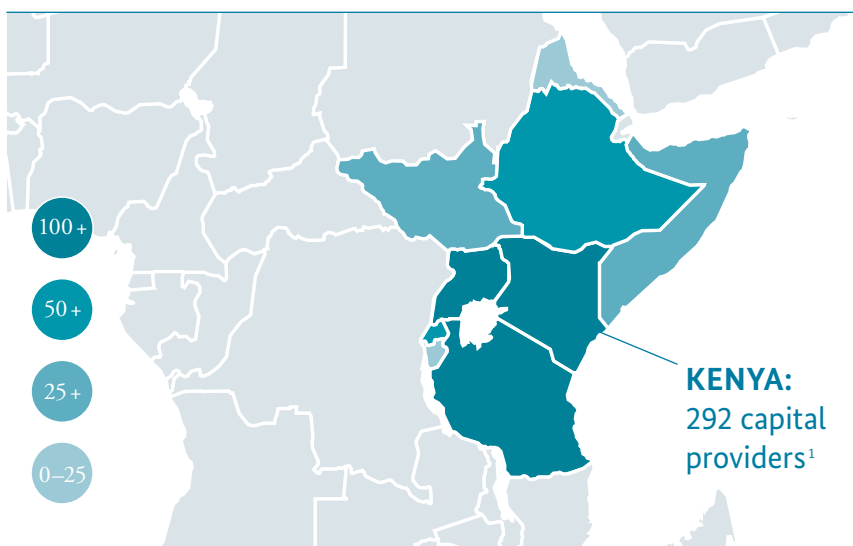 100 +
50 +
25 +
0–25
KENYA:
292 capital
providers¹